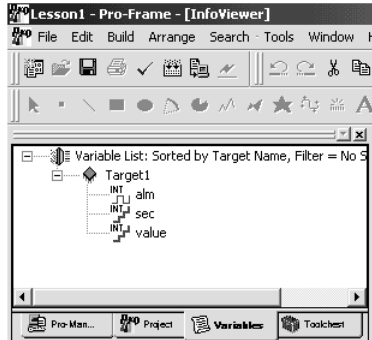 Lesson1 - Pro-Frame - [InfoViewer]
File Edit Build Arrange Search Tools Window
Variable List: Sorted by Target Name, Filter = No S
Target1
INT alm
INT sec
INT value
Pro-Man... Project Variables Toolchest